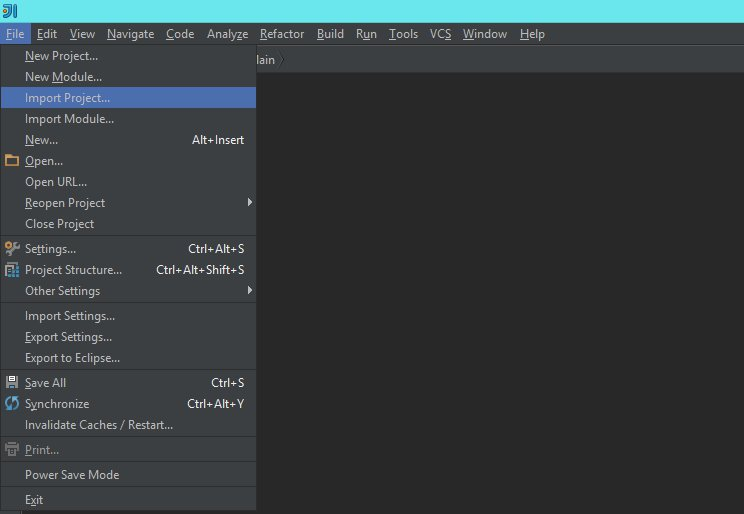 File Edit View Navigate Code Analyze Refactor Build Run Tools VCS Window Help
New Project...
New Module...
Import Project...
Import Module...
New... Alt+Insert
Open...
Open URL...
Reopen Project
Close Project
Settings... Ctrl+Alt+S
Project Structure... Ctrl+Alt+Shift+S
Other Settings
Import Settings...
Export Settings...
Export to Eclipse...
Save All Ctrl+S
Synchronize Ctrl+Alt+Y
Invalidate Caches / Restart...
Print...
Power Save Mode
Exit